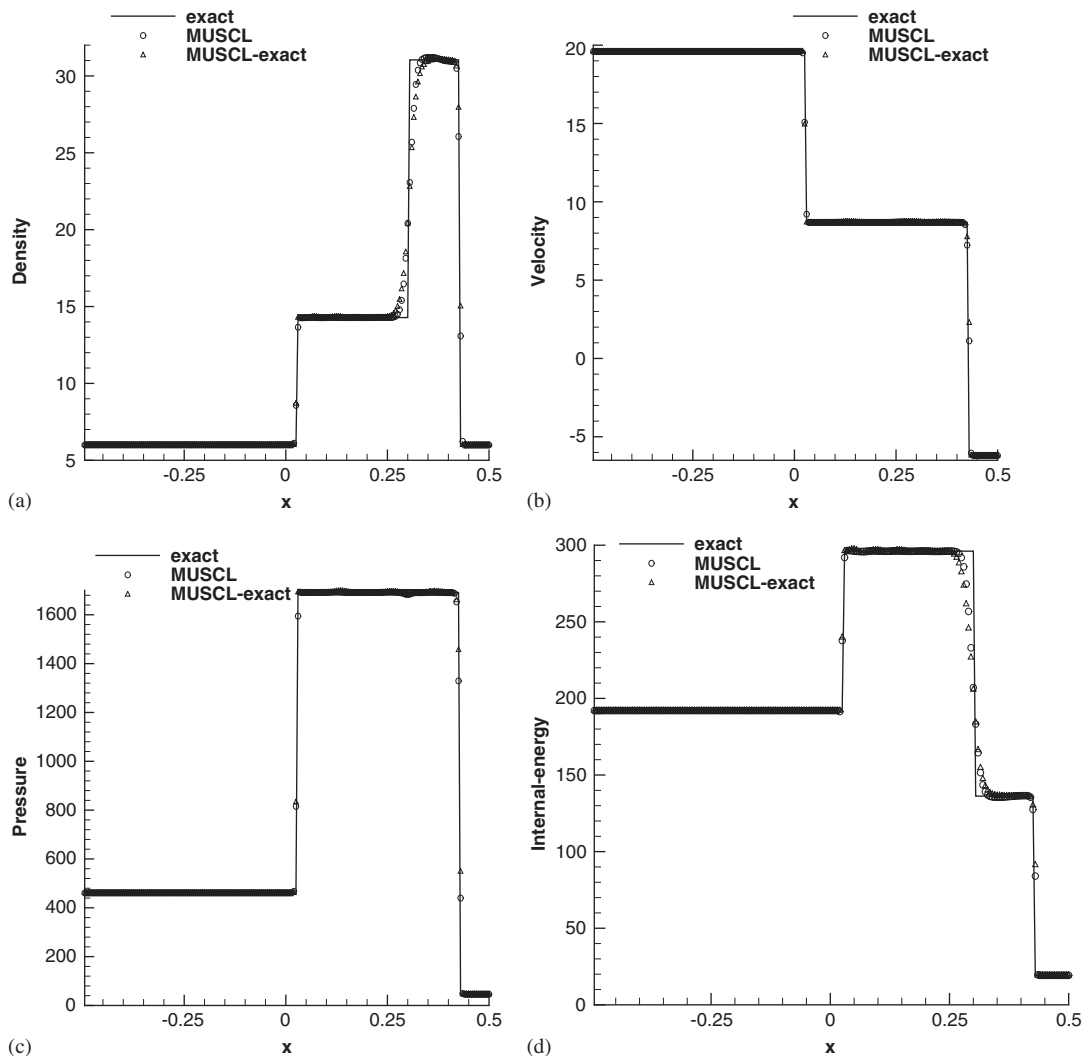 exact
MUSCL
MUSCL-exact
Density
30
25
20
15
10
5
-0.25
0
0.25
0.5
x
(a)
exact
MUSCL
MUSCL-exact
Velocity
20
15
10
5
0
-5
-0.25
0
0.25
0.5
x
(b)
exact
MUSCL
MUSCL-exact
Pressure
1600
1400
1200
1000
800
600
400
200
0
-0.25
0
0.25
0.5
x
(c)
exact
MUSCL
MUSCL-exact
Internal-energy
300
250
200
150
100
50
0
-0.25
0
0.25
0.5
x
(d)